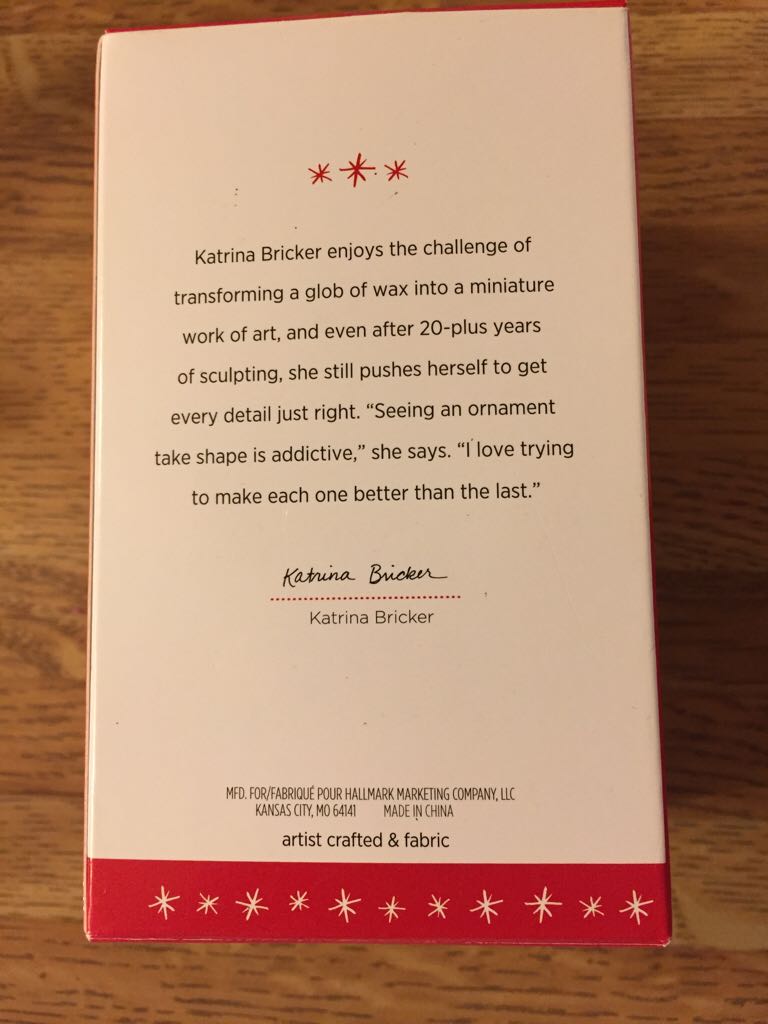 Katrina Bricker enjoys the challenge of
transforming a glob of wax into a miniature
work of art, and even after 20-plus years
of sculpting, she still pushes herself to get
every detail just right. “Seeing an ornament
take shape is addictive,” she says. “I love trying
to make each one better than the last.”
Katrina Bricker
Katrina Bricker
MFD. FOR/FABRIQUÉ POUR HALLMARK MARKETING COMPANY, LLC
KANSAS CITY, MO 64141 MADE IN CHINA
artist crafted & fabric